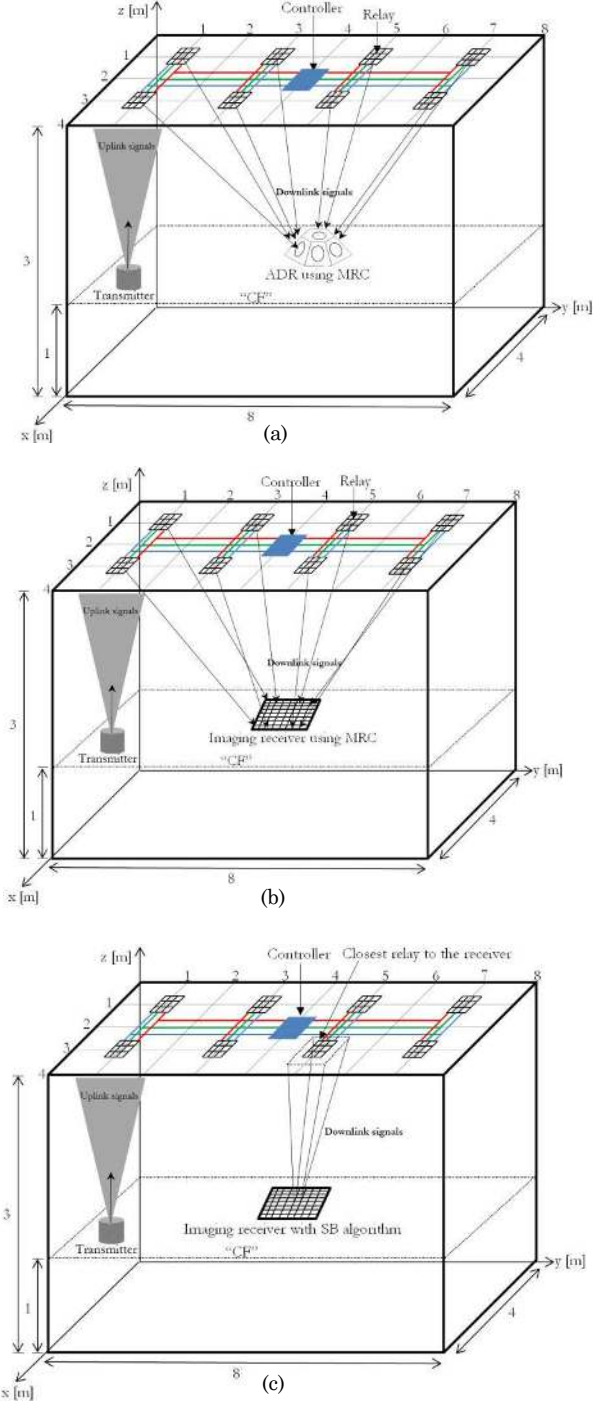 z [m]
Controller
Relay
1 2 3 4 5 6 7 8
1
2
3
4
Uplink signals
Downlink signals
3
ADR using MRC
Transmitter
"CF"
y [m]
1
4
8
x [m]
(a)
z [m]
Controller
Relay
1 2 3 4 5 6 7 8
1
2
3
4
Uplink signals
Downlink signals
3
Imaging receiver using MRC
Transmitter
"CF"
y [m]
1
4
8
x [m]
(b)
z [m]
Controller
Closest relay to the receiver
1 2 3 4 5 6 7 8
1
2
3
4
Uplink signals
Downlink signals
3
Imaging receiver with SB algorithm
Transmitter
"CF"
y [m]
1
4
8
x [m]
(c)